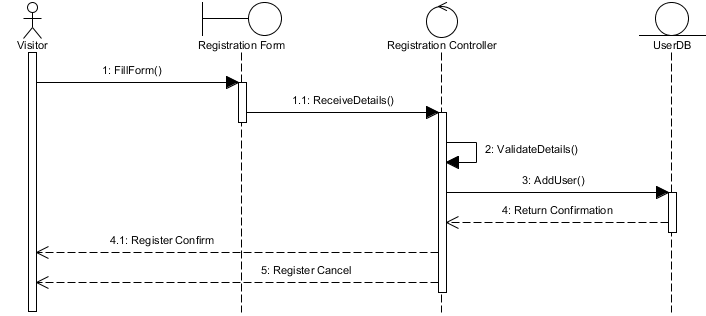 Visitor
Registration Form
Registration Controller
UserDB
1: FillForm()
1.1: ReceiveDetails()
2: ValidateDetails()
3: AddUser()
4: Return Confirmation
4.1: Register Confirm
5: Register Cancel